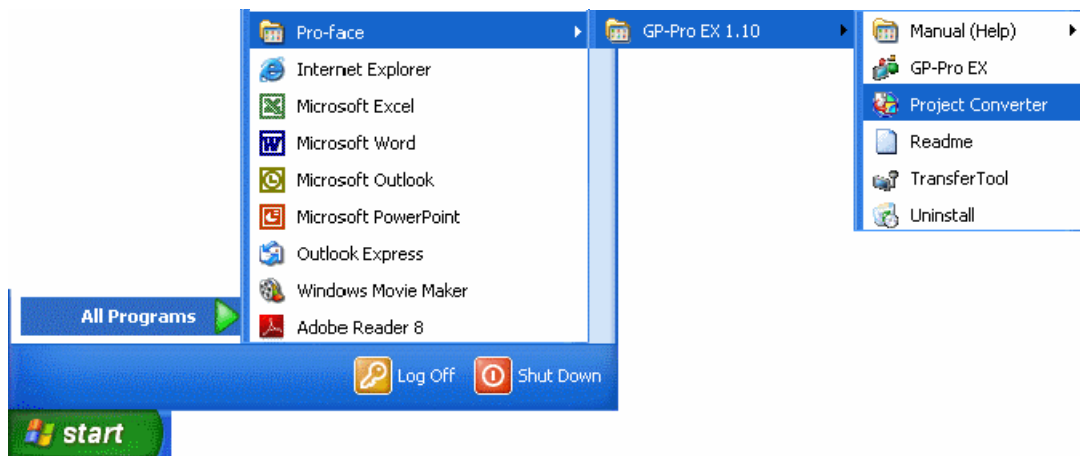 Pro-face
Internet Explorer
Microsoft Excel
Microsoft Word
Microsoft Outlook
Microsoft PowerPoint
Outlook Express
Windows Movie Maker
Adobe Reader 8
GP-Pro EX 1.10
Manual (Help)
GP-Pro EX
Project Converter
Readme
TransferTool
Uninstall
All Programs
Log Off
Shut Down
start